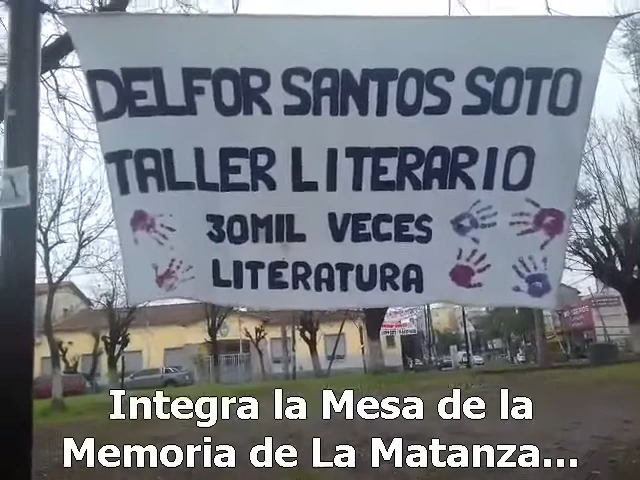 DELFOR SANTOS SOTO
TALLER LITERARIO
30MIL VECES
LITERATURA
Integra la Mesa de la
Memoria de La Matanza...